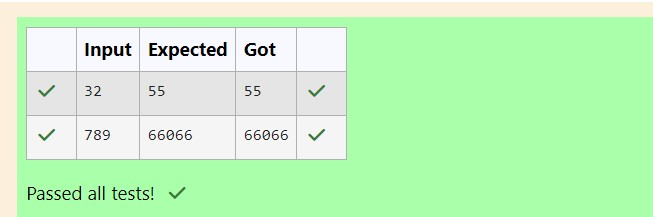 Input Expected Got
32 55 55
789 66066 66066
Passed all tests!